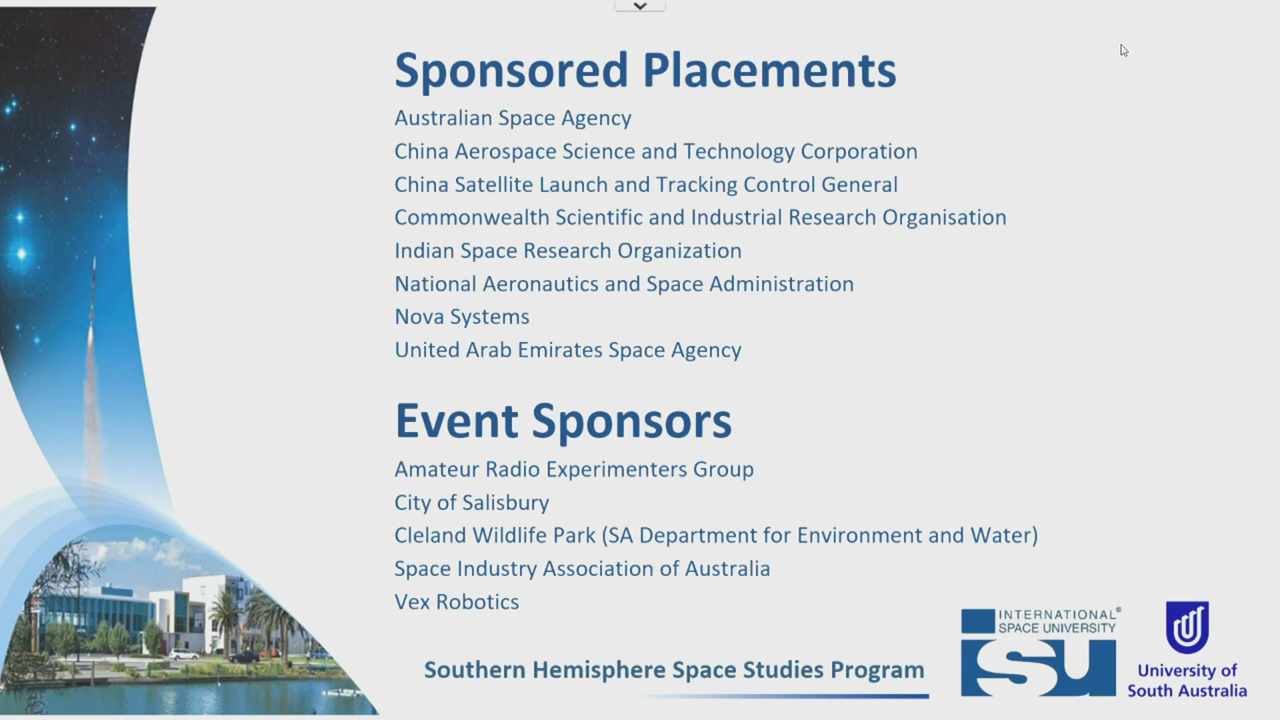 Sponsored Placements
Australian Space Agency
China Aerospace Science and Technology Corporation
China Satellite Launch and Tracking Control General
Commonwealth Scientific and Industrial Research Organisation
Indian Space Research Organization
National Aeronautics and Space Administration
Nova Systems
United Arab Emirates Space Agency
Event Sponsors
Amateur Radio Experimenters Group
City of Salisbury
Cleland Wildlife Park (SA Department for Environment and Water)
Space Industry Association of Australia
Vex Robotics
Southern Hemisphere Space Studies Program
INTERNATIONAL®
SPACE UNIVERSITY
isu
University of
South Australia